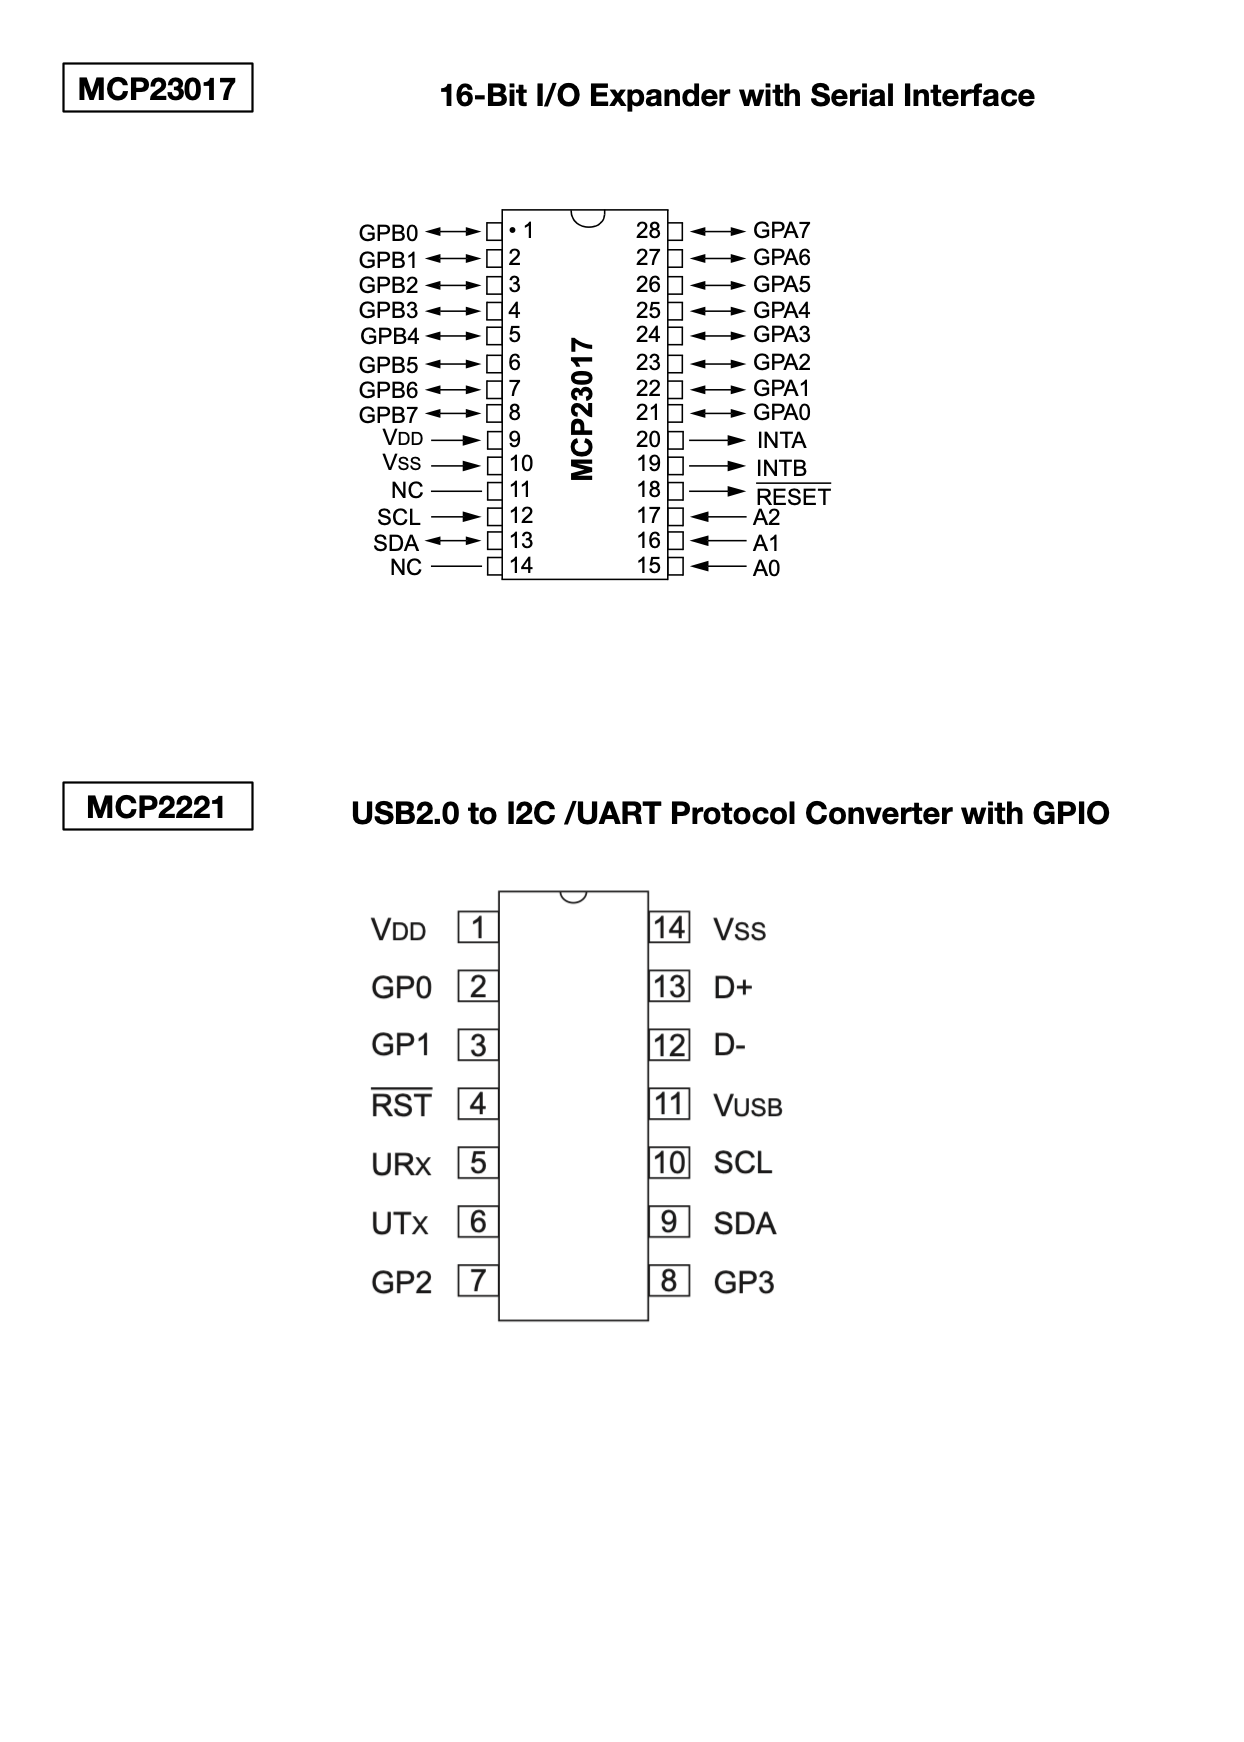 MCP23017
16-Bit I/O Expander with Serial Interface
GPB0 • 1 28 GPA7
GPB1 2 27 GPA6
GPB2 3 26 GPA5
GPB3 4 25 GPA4
GPB4 5 24 GPA3
GPB5 6 23 GPA2
GPB6 7 22 GPA1
GPB7 8 21 GPA0
VDD 9 20 INTA
VSS 10 19 INTB
NC 11 18 RESET
SCL 12 17 A2
SDA 13 16 A1
NC 14 15 A0
MCP23017
MCP2221
USB2.0 to I2C /UART Protocol Converter with GPIO
VDD 1 14 VSS
GP0 2 13 D+
GP1 3 12 D-
RST 4 11 VUSB
URX 5 10 SCL
UTX 6 9 SDA
GP2 7 8 GP3